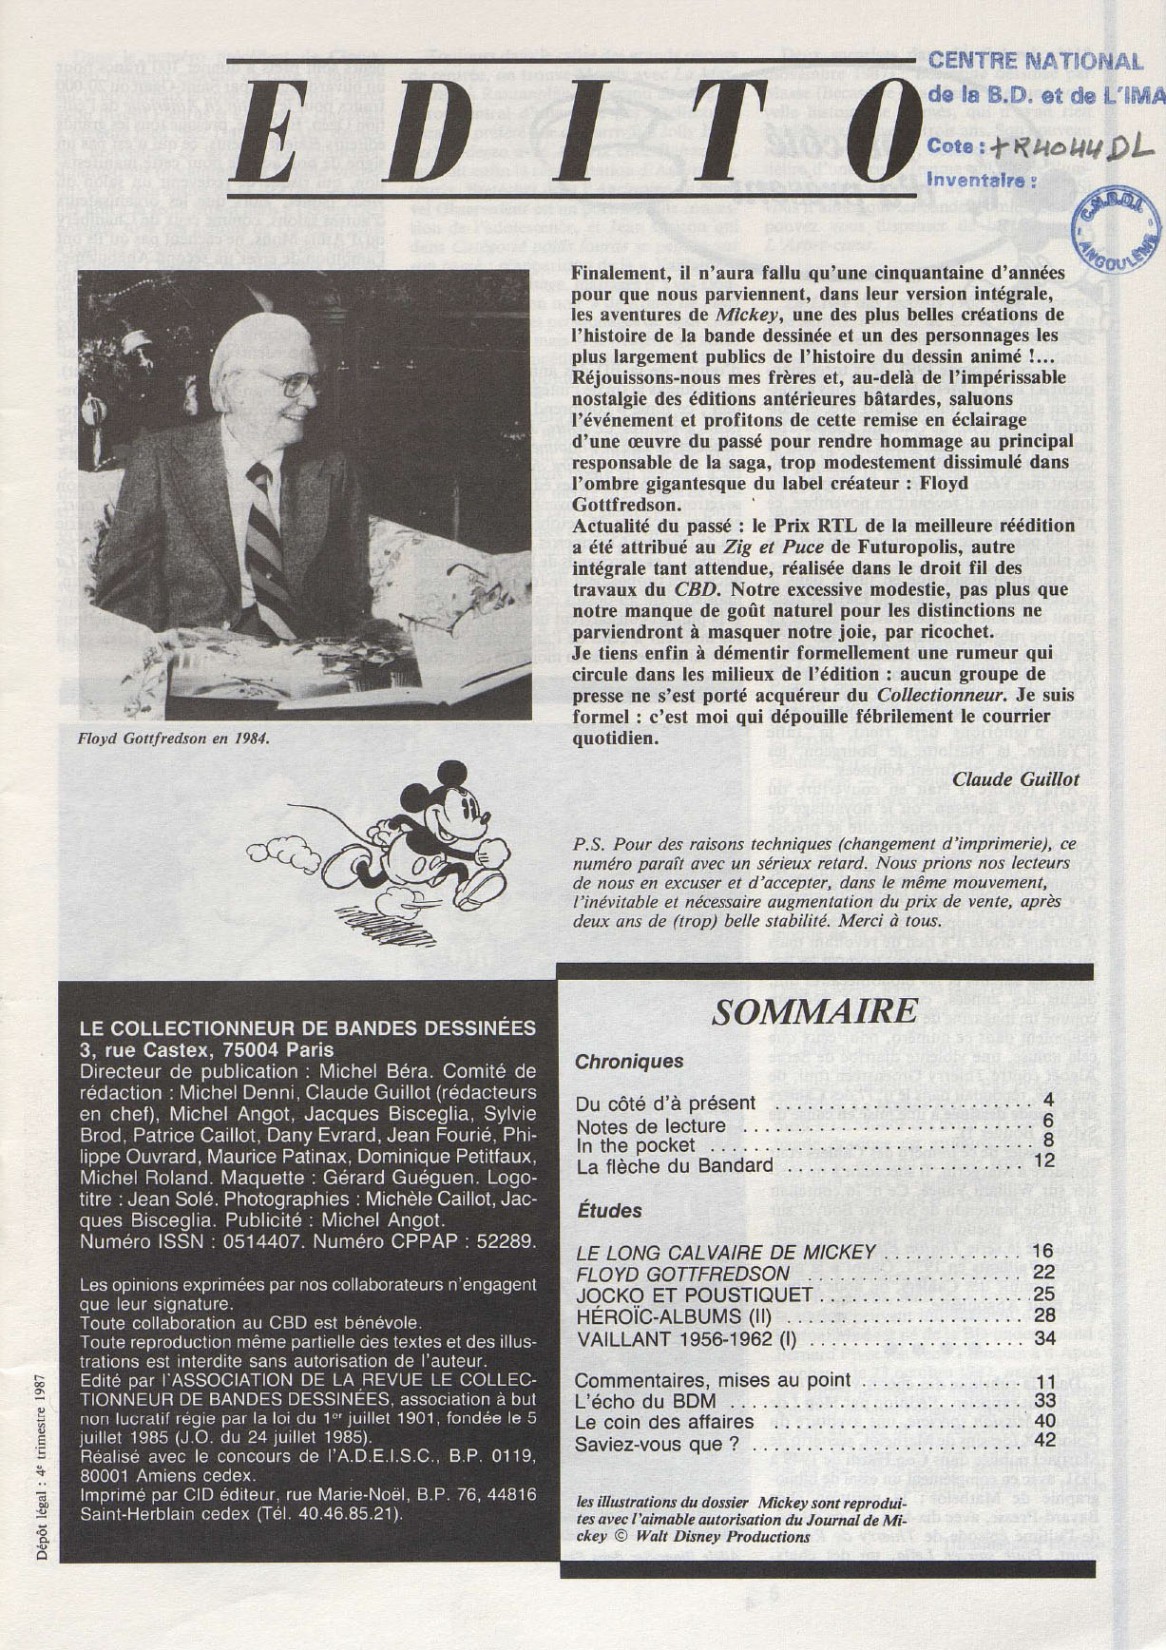 EDITO
CENTRE NATIONAL
de la B.D. et de L'IMA
Cote : +R4044DL
Inventaire :
C.N.B.D.I.
- ANGOULÊME -
Finalement, il n'aura fallu qu'une cinquantaine d'années
pour que nous parviennent, dans leur version intégrale,
les aventures de Mickey, une des plus belles créations de
l'histoire de la bande dessinée et un des personnages les
plus largement publics de l'histoire du dessin animé !...
Réjouissons-nous mes frères et, au-delà de l'impérissable
nostalgie des éditions antérieures bâtardes, saluons
l'événement et profitons de cette remise en éclairage
d'une œuvre du passé pour rendre hommage au principal
responsable de la saga, trop modestement dissimulé dans
l'ombre gigantesque du label créateur : Floyd
Gottfredson.
Actualité du passé : le Prix RTL de la meilleure réédition
a été attribué au Zig et Puce de Futuropolis, autre
intégrale tant attendue, réalisée dans le droit fil des
travaux du CBD. Notre excessive modestie, pas plus que
notre manque de goût naturel pour les distinctions ne
parviendront à masquer notre joie, par ricochet.
Je tiens enfin à démentir formellement une rumeur qui
circule dans les milieux de l'édition : aucun groupe de
presse ne s'est porté acquéreur du Collectionneur. Je suis
formel : c'est moi qui dépouille fébrilement le courrier
quotidien.
Claude Guillot
Floyd Gottfredson en 1984.
P.S. Pour des raisons techniques (changement d'imprimerie), ce
numéro paraît avec un sérieux retard. Nous prions nos lecteurs
de nous en excuser et d'accepter, dans le même mouvement,
l'inévitable et nécessaire augmentation du prix de vente, après
deux ans de (trop) belle stabilité. Merci à tous.
LE COLLECTIONNEUR DE BANDES DESSINÉES
3, rue Castex, 75004 Paris
Directeur de publication : Michel Béra. Comité de
rédaction : Michel Denni, Claude Guillot (rédacteurs
en chef), Michel Angot, Jacques Bisceglia, Sylvie
Brod, Patrice Caillot, Dany Evrard, Jean Fourié, Phi-
lippe Ouvrard, Maurice Patinax, Dominique Petitfaux,
Michel Roland. Maquette : Gérard Guéguen. Logo-
titre : Jean Solé. Photographies : Michèle Caillot, Jac-
ques Bisceglia. Publicité : Michel Angot.
Numéro ISSN : 0514407. Numéro CPPAP : 52289.
Les opinions exprimées par nos collaborateurs n'engagent
que leur signature.
Toute collaboration au CBD est bénévole.
Toute reproduction même partielle des textes et des illus-
trations est interdite sans autorisation de l'auteur.
Edité par l'ASSOCIATION DE LA REVUE LE COLLEC-
TIONNEUR DE BANDES DESSINÉES, association à but
non lucratif régie par la loi du 1er juillet 1901, fondée le 5
juillet 1985 (J.O. du 24 juillet 1985).
Réalisé avec le concours de l'A.D.E.I.S.C., B.P. 0119,
80001 Amiens cedex.
Imprimé par CID éditeur, rue Marie-Noël, B.P. 76, 44816
Saint-Herblain cedex (Tél. 40.46.85.21).
Dépôt légal : 4e trimestre 1987
SOMMAIRE
Chroniques
Du côté d'à présent ........................ 4
Notes de lecture ........................... 6
In the pocket .............................. 8
La flèche du Bandard ...................... 12
Études
LE LONG CALVAIRE DE MICKEY ............ 16
FLOYD GOTTFREDSON .................... 22
JOCKO ET POUSTIQUET .................... 25
HÉROÏC-ALBUMS (II) ...................... 28
VAILLANT 1956-1962 (I) .................... 34
Commentaires, mises au point .............. 11
L'écho du BDM ........................... 33
Le coin des affaires ....................... 40
Saviez-vous que ? ......................... 42
les illustrations du dossier Mickey sont reprodui-
tes avec l'aimable autorisation du Journal de Mi-
ckey © Walt Disney Productions